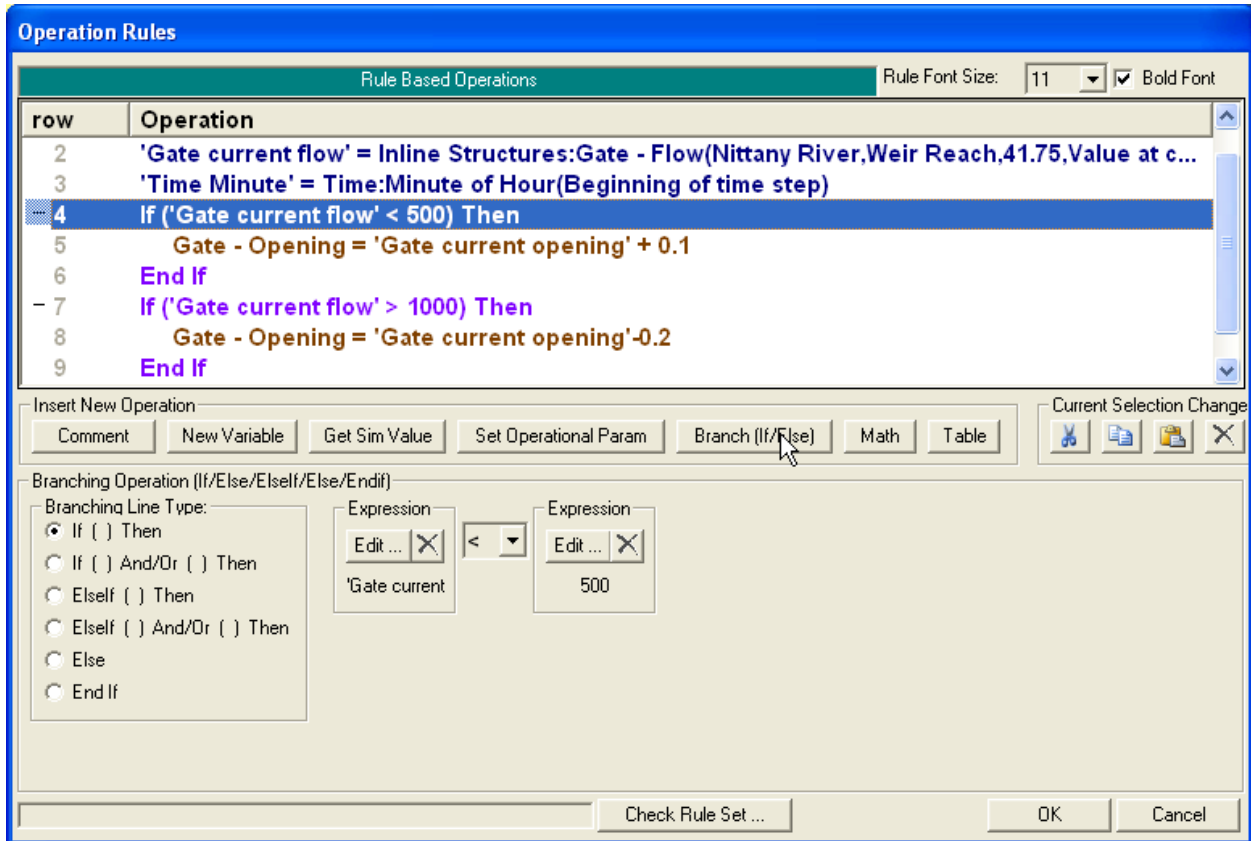 Operation Rules
Rule Based Operations Rule Font Size: 11 Bold Font
row Operation
2 'Gate current flow' = Inline Structures:Gate - Flow(Nittany River,Weir Reach,41.75,Value at c...
3 'Time Minute' = Time:Minute of Hour(Beginning of time step)
4 If ('Gate current flow' < 500) Then
5 Gate - Opening = 'Gate current opening' + 0.1
6 End If
7 If ('Gate current flow' > 1000) Then
8 Gate - Opening = 'Gate current opening'-0.2
9 End If
Insert New Operation Current Selection Change
Comment New Variable Get Sim Value Set Operational Param Branch (If/Else) Math Table
Branching Operation (If/Else/ElseIf/Else/Endif)
Branching Line Type: Expression Expression
If ( ) Then Edit ... < Edit ...
If ( ) And/Or ( ) Then 'Gate current 500
ElseIf ( ) Then
ElseIf ( ) And/Or ( ) Then
Else
End If
Check Rule Set ... OK Cancel